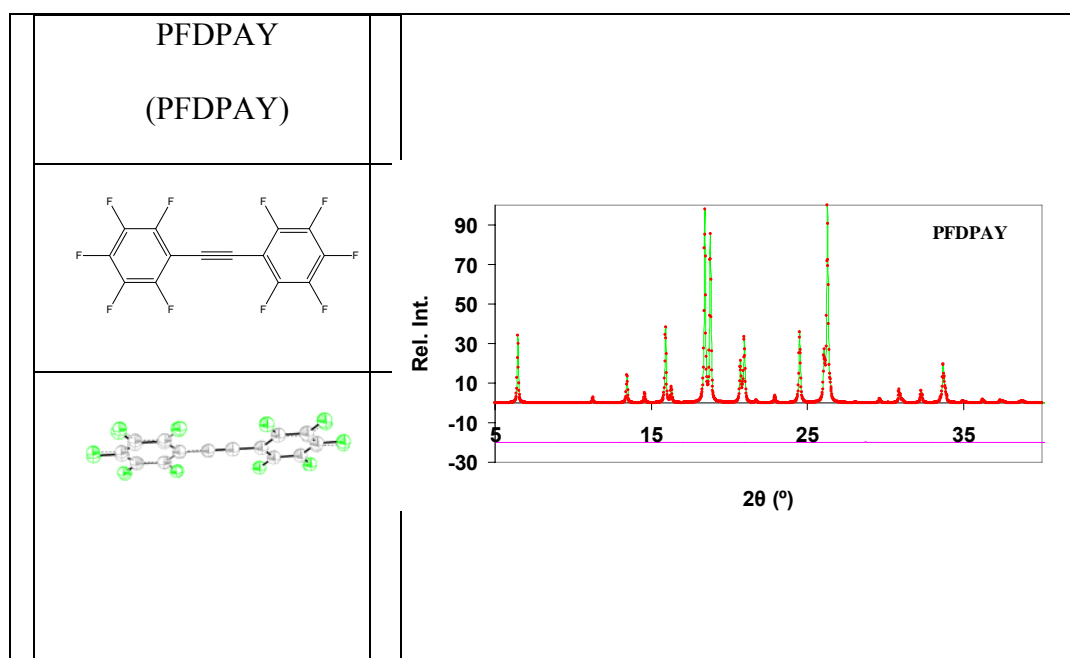 PFDPAY
(PFDPAY)
F F F F
F F
F F F F
90
70
50
30
10
-10
-30
5 15 25 35
Rel. Int.
2θ (º)
PFDPAY